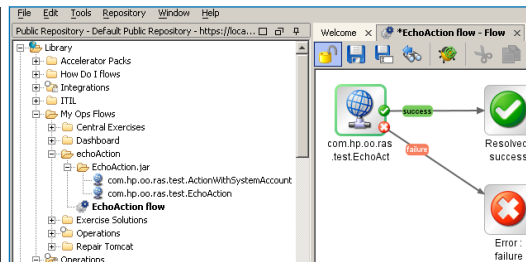 File Edit Tools Repository Window Help
Public Repository - Default Public Repository - https://loca...
Library
Accelerator Packs
How Do I flows
Integrations
ITIL
My Ops Flows
Central Exercises
Dashboard
echoAction
EchoAction.jar
com.hp.oo.ras.test.ActionWithSystemAccount
com.hp.oo.ras.test.EchoAction
EchoAction flow
Exercise Solutions
Operations
Repair Tomcat
Operations
Welcome x *EchoAction flow - Flow x
success
com.hp.oo.ras
.test.EchoAct
failure
Resolved
success
Error :
failure